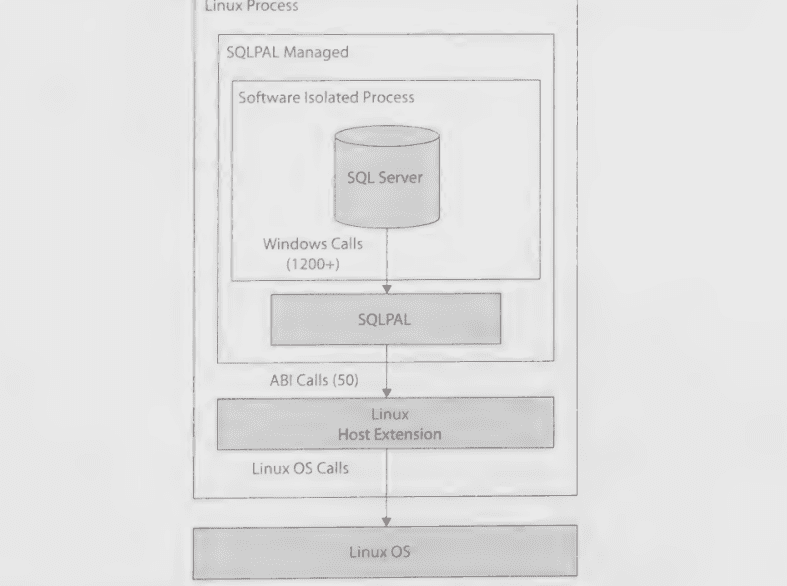 Linux Process
SQLPAL Managed
Software Isolated Process
SQL Server
Windows Calls
(1200+)
SQLPAL
ABI Calls (50)
Linux
Host Extension
Linux OS Calls
Linux OS